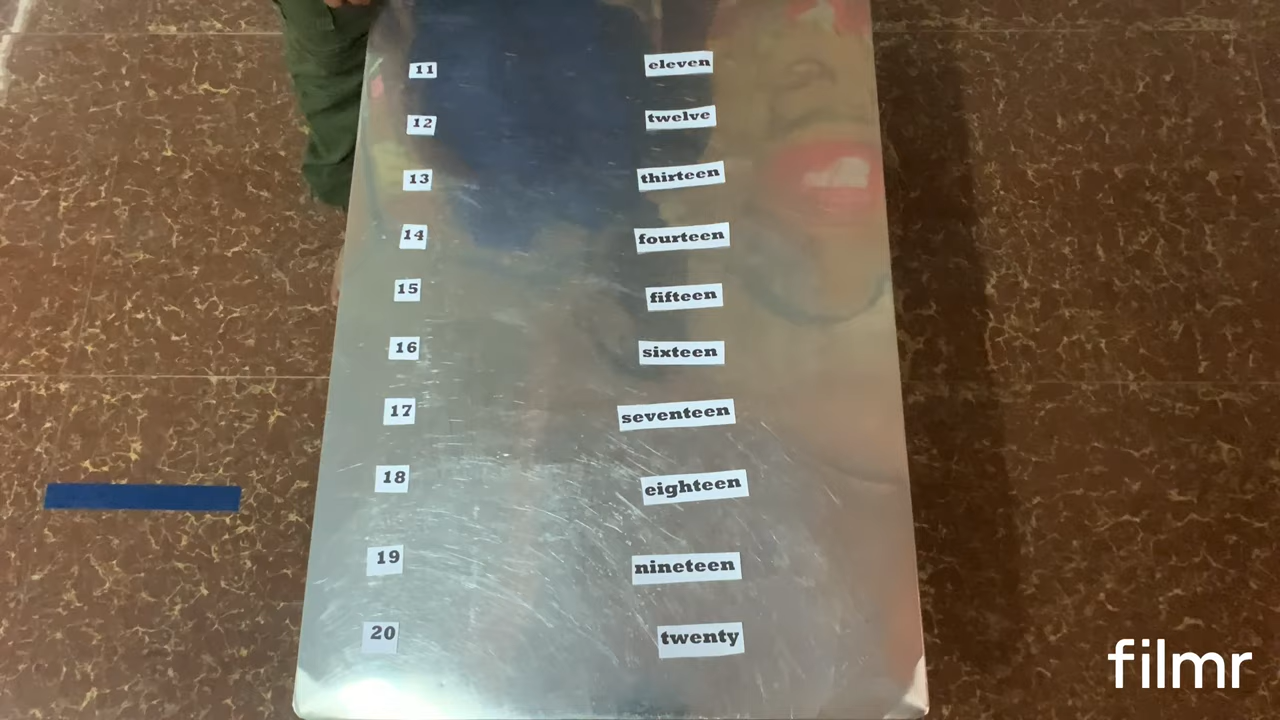 11 eleven
12 twelve
13 thirteen
14 fourteen
15 fifteen
16 sixteen
17 seventeen
18 eighteen
19 nineteen
20 twenty
filmr